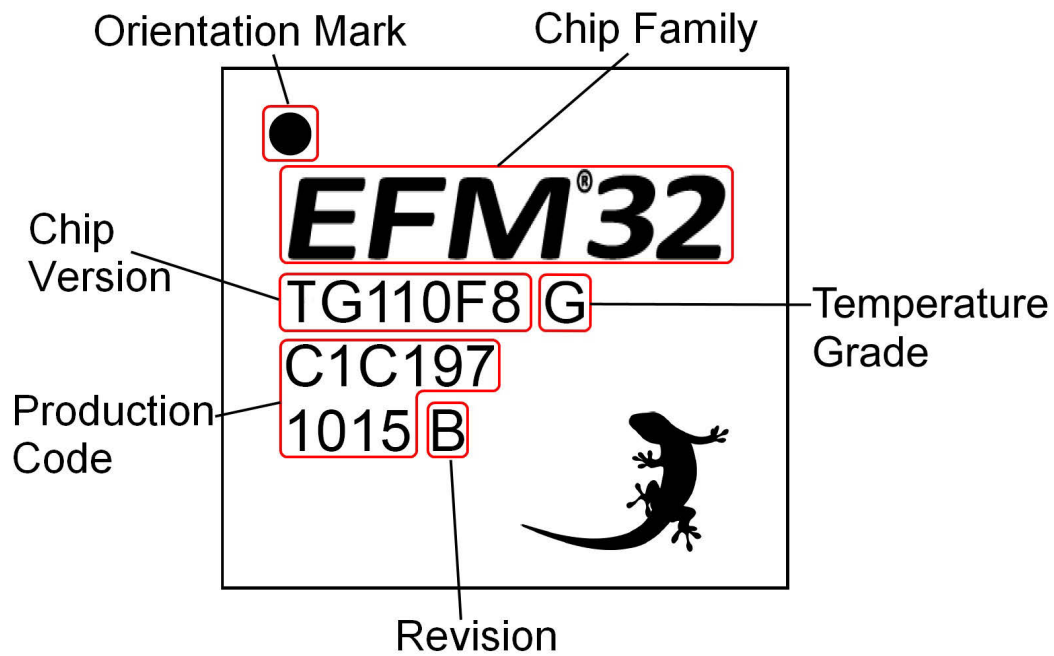 Orientation Mark
Chip Family
EFM®32
Chip
Version
TG110F8 G
Temperature
Grade
C1C197
Production
Code
1015 B
Revision